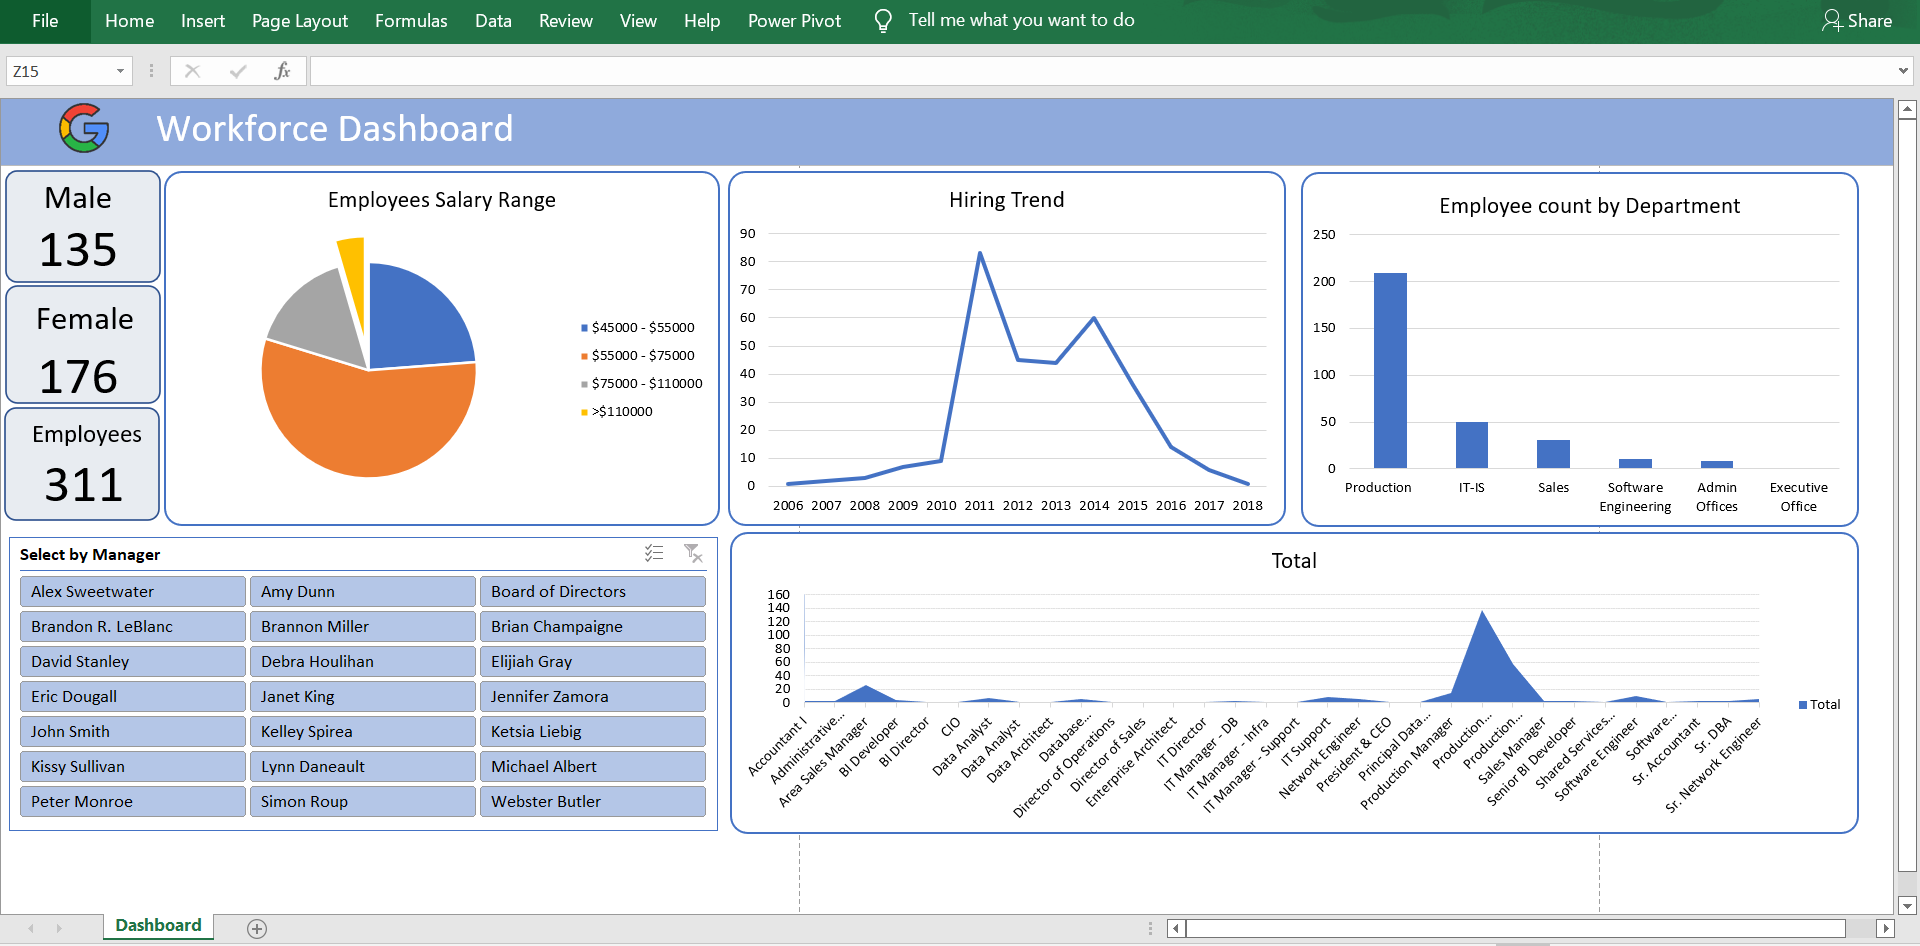 File Home Insert Page Layout Formulas Data Review View Help Power Pivot Tell me what you want to do Share
Z15 fx
Workforce Dashboard
Male
135
Female
176
Employees
311
Employees Salary Range
$45000 - $55000
$55000 - $75000
$75000 - $110000
>$110000
Hiring Trend
90
80
70
60
50
40
30
20
10
0
2006 2007 2008 2009 2010 2011 2012 2013 2014 2015 2016 2017 2018
Employee count by Department
250
200
150
100
50
0
Production IT-IS Sales Software Engineering Admin Offices Executive Office
Select by Manager
Alex Sweetwater Amy Dunn Board of Directors
Brandon R. LeBlanc Brannon Miller Brian Champaigne
David Stanley Debra Houlihan Elijiah Gray
Eric Dougall Janet King Jennifer Zamora
John Smith Kelley Spirea Ketsia Liebig
Kissy Sullivan Lynn Daneault Michael Albert
Peter Monroe Simon Roup Webster Butler
Total
160
140
120
100
80
60
40
20
0
Accountant I
Administrative...
Area Sales Manager
BI Developer
BI Director
CIO
Data Analyst
Data Analyst
Data Architect
Database...
Director of Operations
Director of Sales
Enterprise Architect
IT Director
IT Manager - DB
IT Manager - Infra
IT Manager - Support
IT Support
Network Engineer
President & CEO
Principal Data...
Production Manager
Production...
Production...
Sales Manager
Senior BI Developer
Shared Services...
Software Engineer
Software...
Sr. Accountant
Sr. DBA
Sr. Network Engineer
Total
Dashboard